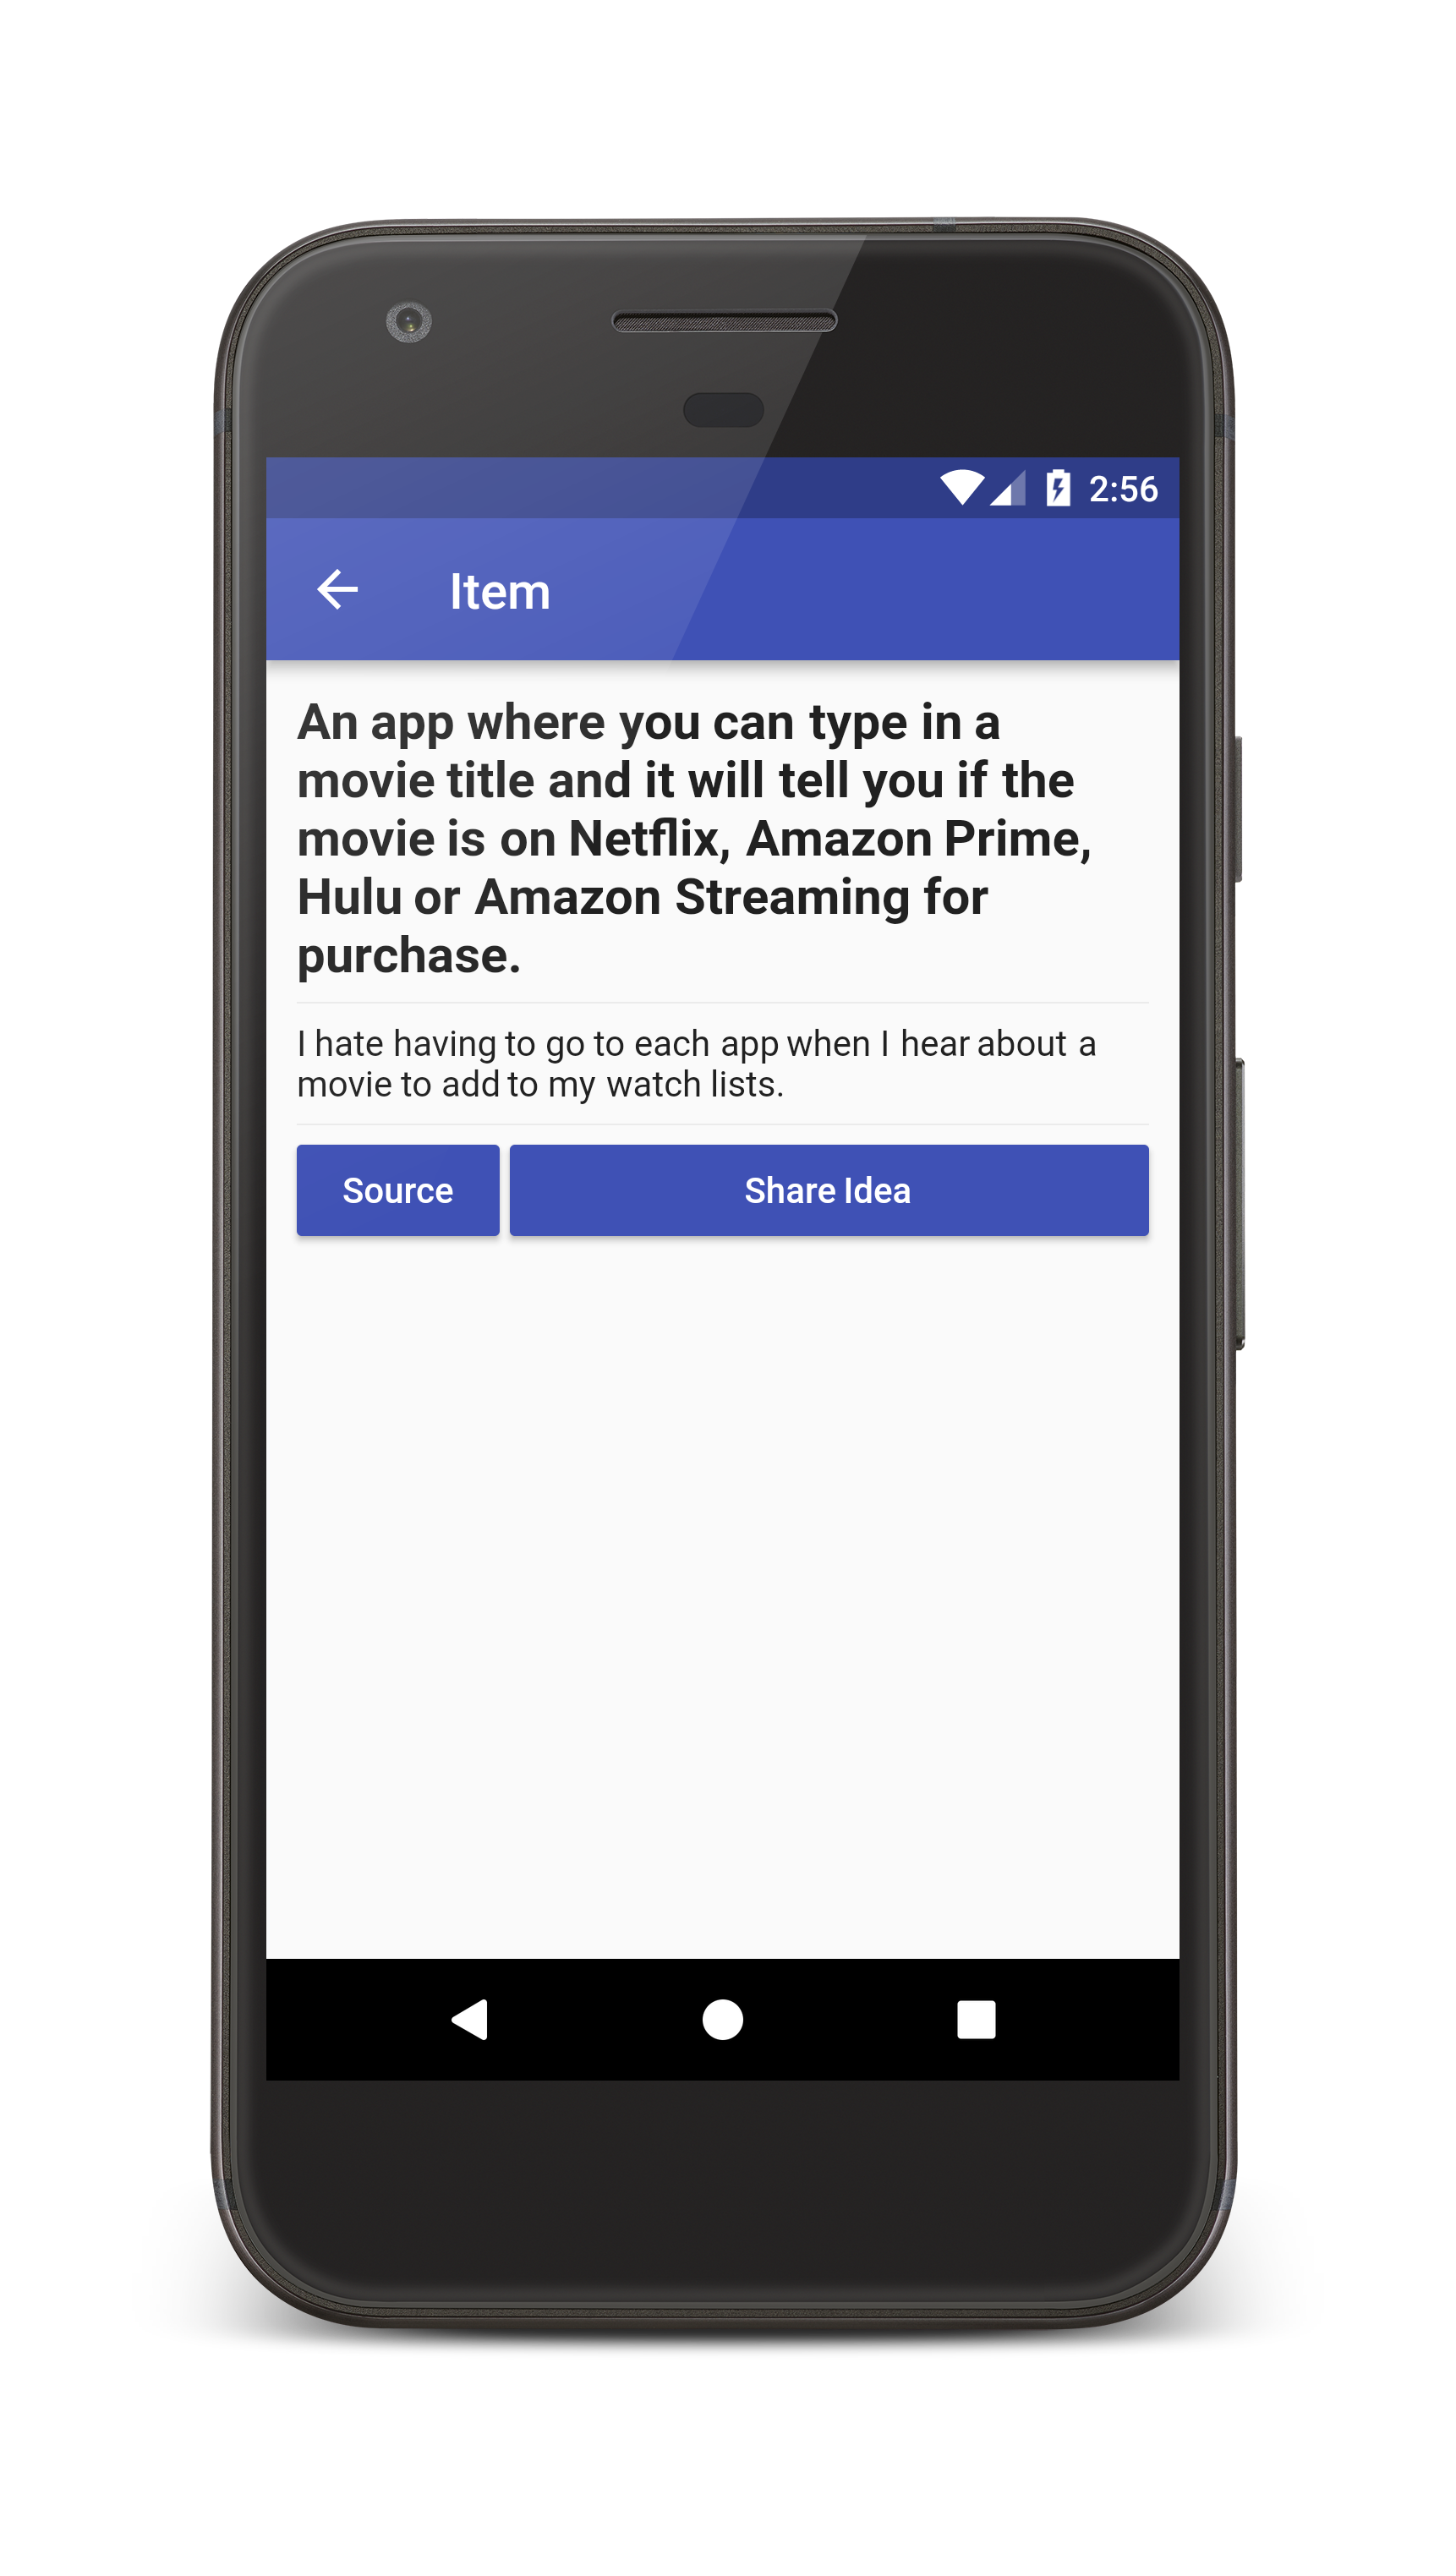 2:56
Item
An app where you can type in a
movie title and it will tell you if the
movie is on Netflix, Amazon Prime,
Hulu or Amazon Streaming for
purchase.
I hate having to go to each app when I hear about a
movie to add to my watch lists.
Source
Share Idea